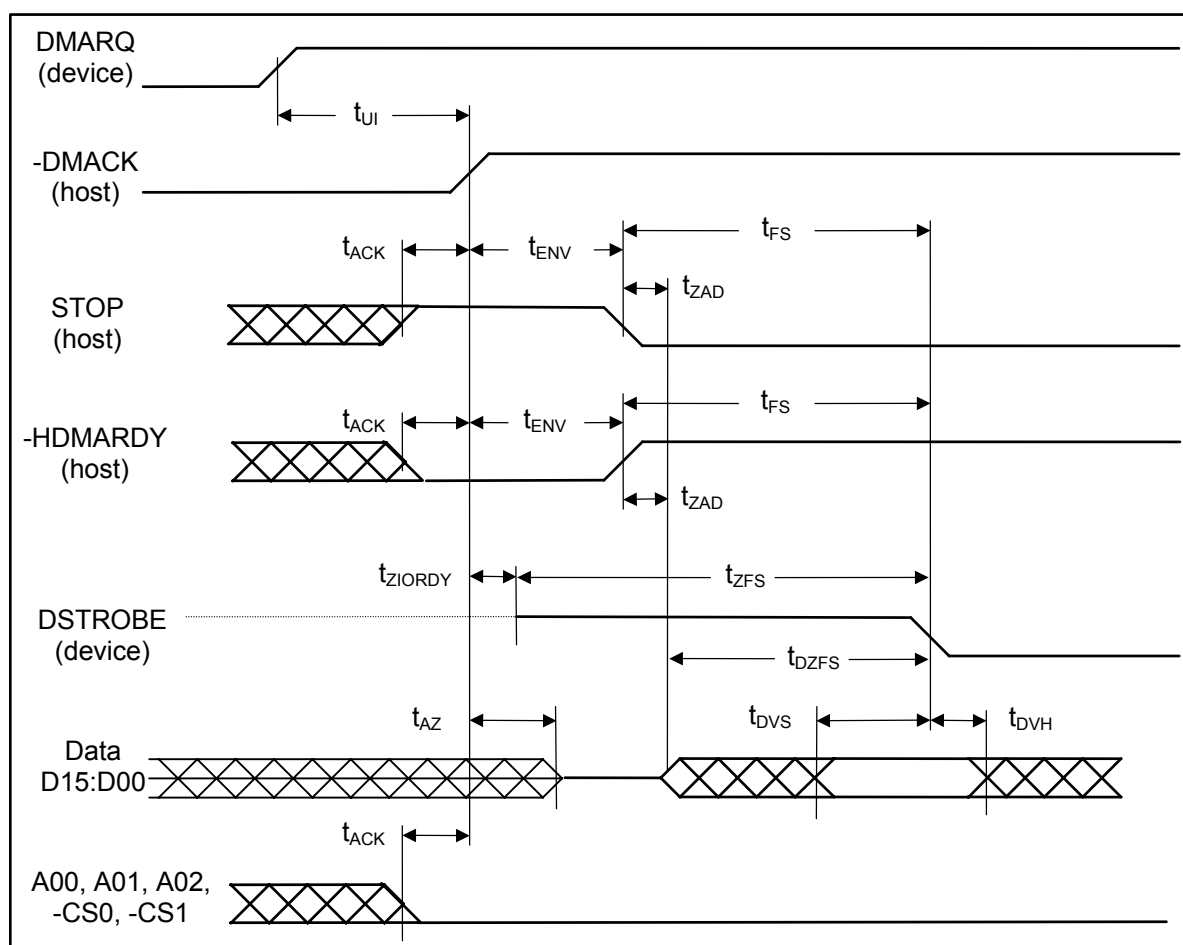 DMARQ
(device)
tUI
-DMACK
(host)
tFS
tACK
tENV
tZAD
STOP
(host)
tFS
tACK
tENV
-HDMARDY
(host)
tZAD
tZIORDY
tZFS
DSTROBE
(device)
tDZFS
tAZ
tDVS
tDVH
Data
D15:D00
tACK
A00, A01, A02,
-CS0, -CS1